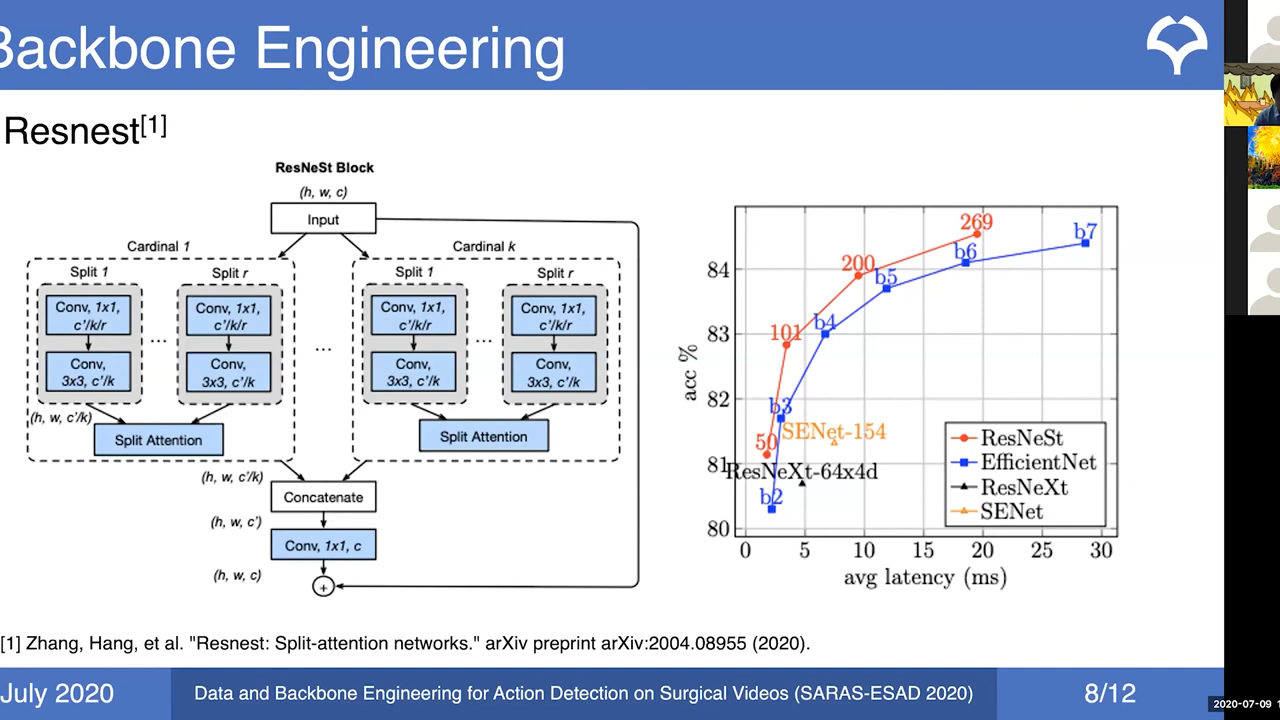 Backbone Engineering
Resnest[1]
ResNeSt Block
(h, w, c)
Input
Cardinal 1
Cardinal k
Split 1
Split r
Split 1
Split r
Conv, 1x1,
c'/k/r
Conv, 1x1,
c'/k/r
Conv, 1x1,
c'/k/r
Conv, 1x1,
c'/k/r
...
...
...
Conv,
3x3, c'/k
Conv,
3x3, c'/k
Conv,
3x3, c'/k
Conv,
3x3, c'/k
(h, w, c'/k)
Split Attention
Split Attention
(h, w, c'/k)
Concatenate
(h, w, c')
Conv, 1x1, c
(h, w, c)
+
acc %
84
83
82
81
80
269
200
101
50
b7
b6
b5
b4
b3
b2
SENet-154
ResNeXt-64x4d
ResNeSt
EfficientNet
ResNeXt
SENet
0 5 10 15 20 25 30
avg latency (ms)
[1] Zhang, Hang, et al. "Resnest: Split-attention networks." arXiv preprint arXiv:2004.08955 (2020).
July 2020
Data and Backbone Engineering for Action Detection on Surgical Videos (SARAS-ESAD 2020)
8/12
2020-07-09